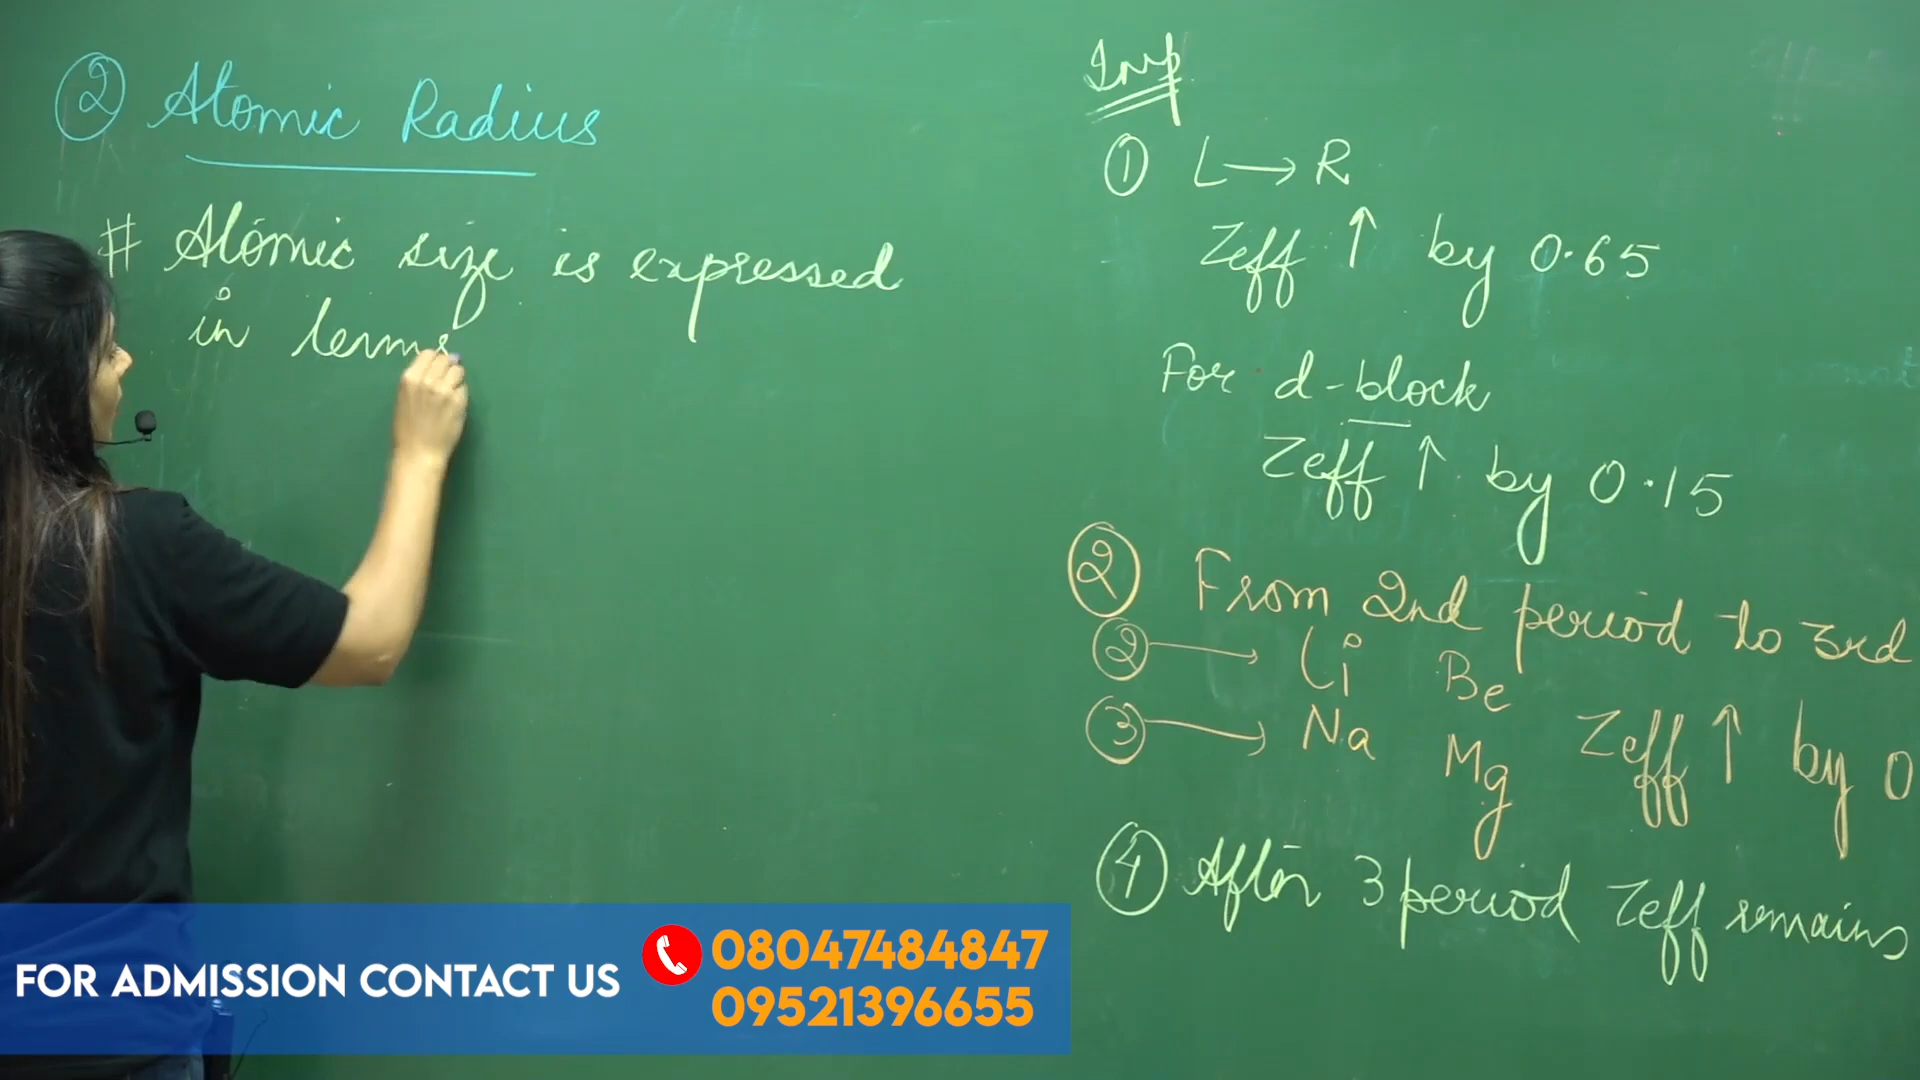 ② Atomic Radius
# Atomic size is expressed
in terms
Imp
① L → R
Zeff ↑ by 0.65
For d-block
Zeff ↑ by 0.15
② From 2nd period to 3rd
② → Li Be
③ → Na Mg Zeff ↑ by 0
④ After 3 period Zeff remains
FOR ADMISSION CONTACT US
08047484847
09521396655